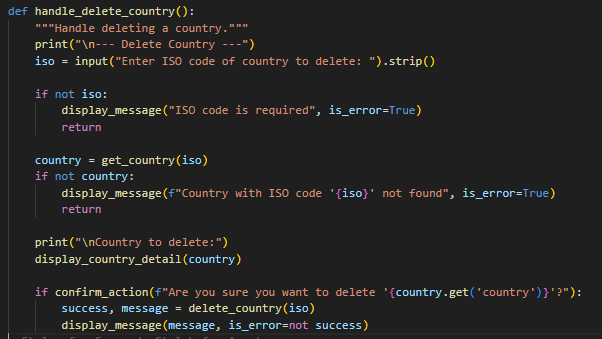 def handle_delete_country():
    """Handle deleting a country."""
    print("\n--- Delete Country ---")
    iso = input("Enter ISO code of country to delete: ").strip()

    if not iso:
        display_message("ISO code is required", is_error=True)
        return

    country = get_country(iso)
    if not country:
        display_message(f"Country with ISO code '{iso}' not found", is_error=True)
        return

    print("\nCountry to delete:")
    display_country_detail(country)

    if confirm_action(f"Are you sure you want to delete '{country.get('country')}'?"):
        success, message = delete_country(iso)
        display_message(message, is_error=not success)